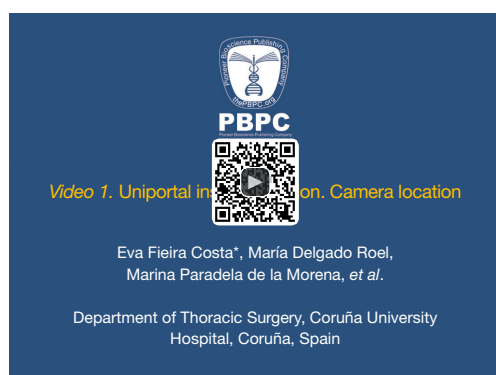 Pioneer Bioscience Publishing Company
thePBPC.org
PBPC
Pioneer Bioscience Publishing Company
Video 1. Uniportal in on. Camera location
Eva Fieira Costa*, María Delgado Roel,
Marina Paradela de la Morena, et al.
Department of Thoracic Surgery, Coruña University
Hospital, Coruña, Spain